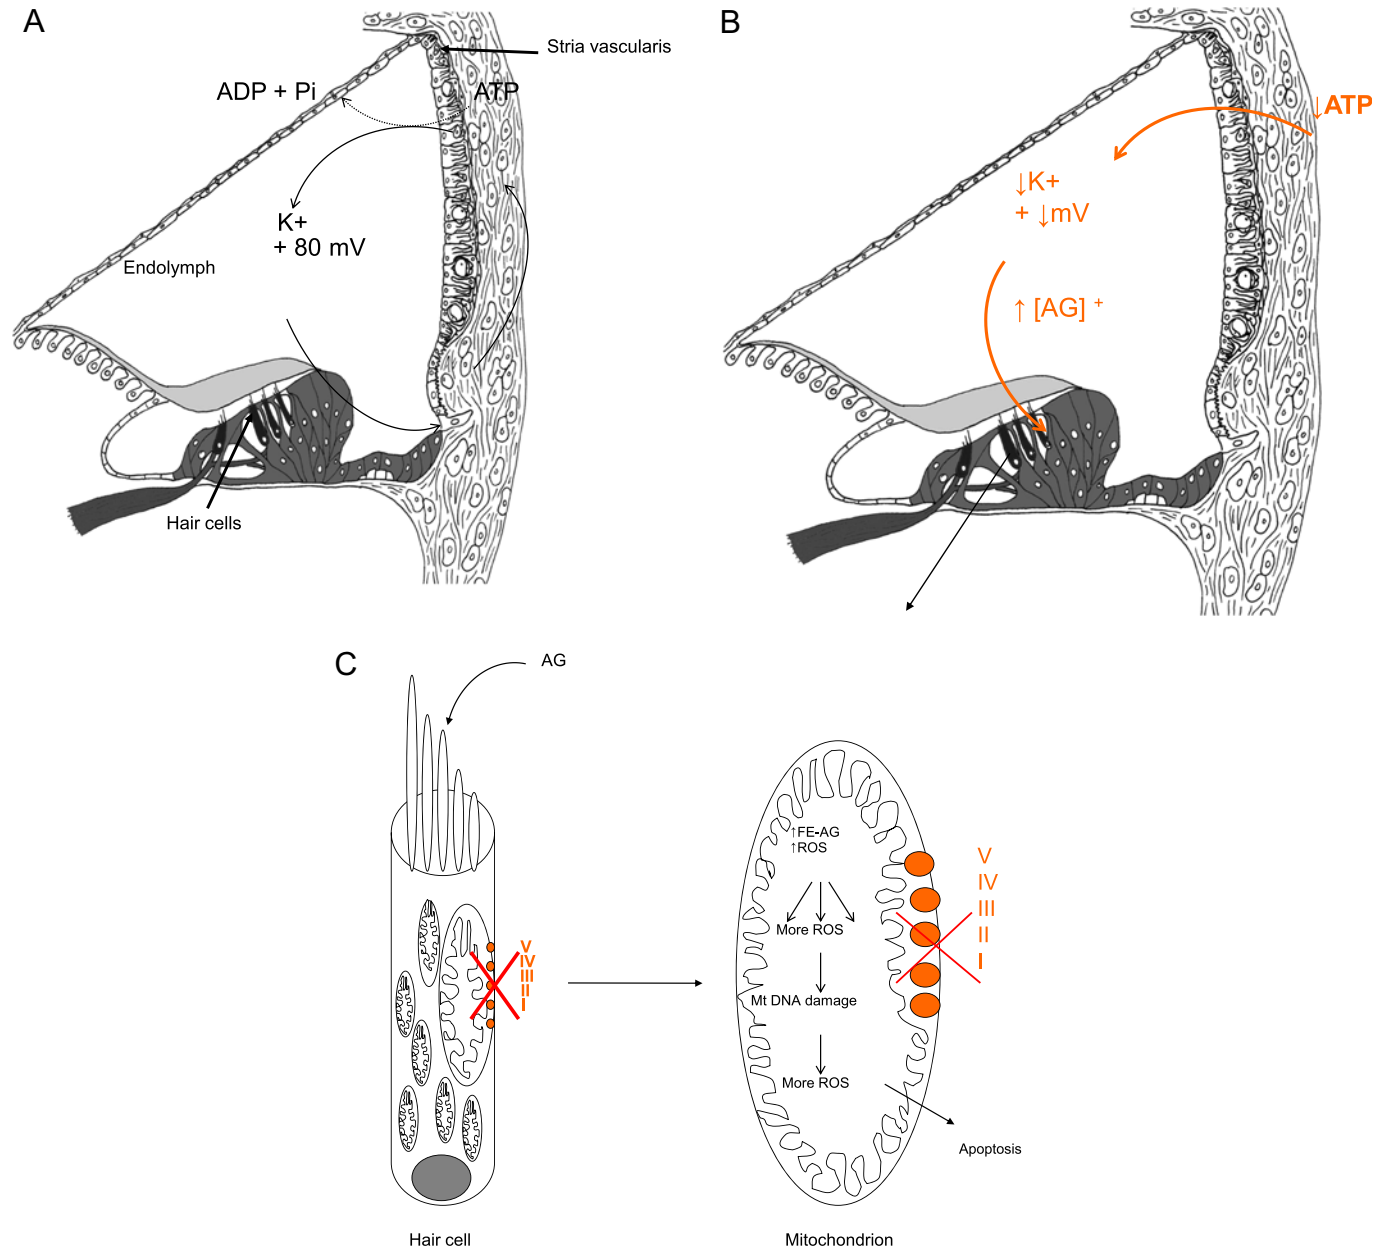 A
Stria vascularis
ADP + Pi
ATP
K+
+ 80 mV
Endolymph
Hair cells
B
↓ATP
↓K+
+ ↓mV
↑ [AG] +
C
AG
V
IV
III
II
I
Hair cell
↑FE-AG
↑ROS
More ROS
Mt DNA damage
More ROS
Apoptosis
V
IV
III
II
I
Mitochondrion